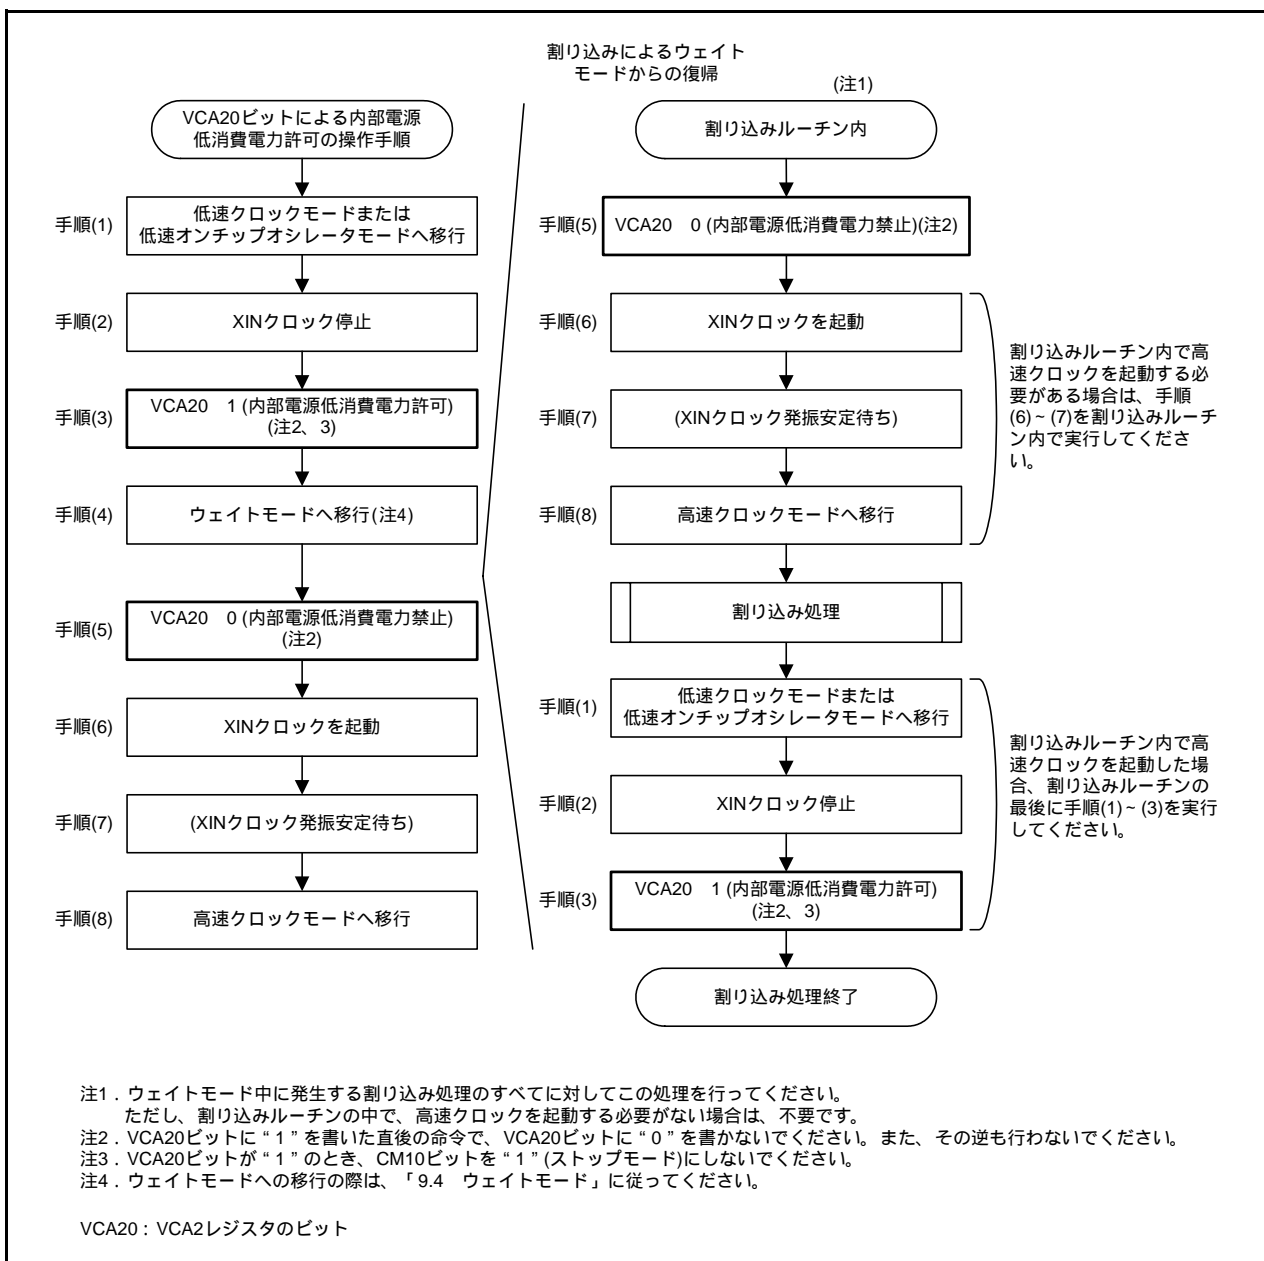 VCA20ビットによる内部電源
低消費電力許可の操作手順
手順(1)
低速クロックモードまたは
低速オンチップオシレータモードへ移行
手順(2)
XINクロック停止
手順(3)
VCA20　1 (内部電源低消費電力許可)
(注2、3)
手順(4)
ウェイトモードへ移行(注4)
手順(5)
VCA20　0 (内部電源低消費電力禁止)
(注2)
手順(6)
XINクロックを起動
手順(7)
(XINクロック発振安定待ち)
手順(8)
高速クロックモードへ移行
割り込みによるウェイト
モードからの復帰
(注1)
割り込みルーチン内
手順(5)
VCA20　0 (内部電源低消費電力禁止)(注2)
手順(6)
XINクロックを起動
手順(7)
(XINクロック発振安定待ち)
手順(8)
高速クロックモードへ移行
割り込みルーチン内で高
速クロックを起動する必
要がある場合は、手順
(6)~(7)を割り込みルーチ
ン内で実行してくださ
い。
割り込み処理
手順(1)
低速クロックモードまたは
低速オンチップオシレータモードへ移行
手順(2)
XINクロック停止
手順(3)
VCA20　1 (内部電源低消費電力許可)
(注2、3)
割り込みルーチン内で高
速クロックを起動した場
合、割り込みルーチンの
最後に手順(1)~(3)を実行
してください。
割り込み処理終了
注1．ウェイトモード中に発生する割り込み処理のすべてに対してこの処理を行ってください。
ただし、割り込みルーチンの中で、高速クロックを起動する必要がない場合は、不要です。
注2．VCA20ビットに“1”を書いた直後の命令で、VCA20ビットに“0”を書かないでください。また、その逆も行わないでください。
注3．VCA20ビットが“1”のとき、CM10ビットを“1”(ストップモード)にしないでください。
注4．ウェイトモードへの移行の際は、「9.4　ウェイトモード」に従ってください。
VCA20：VCA2レジスタのビット